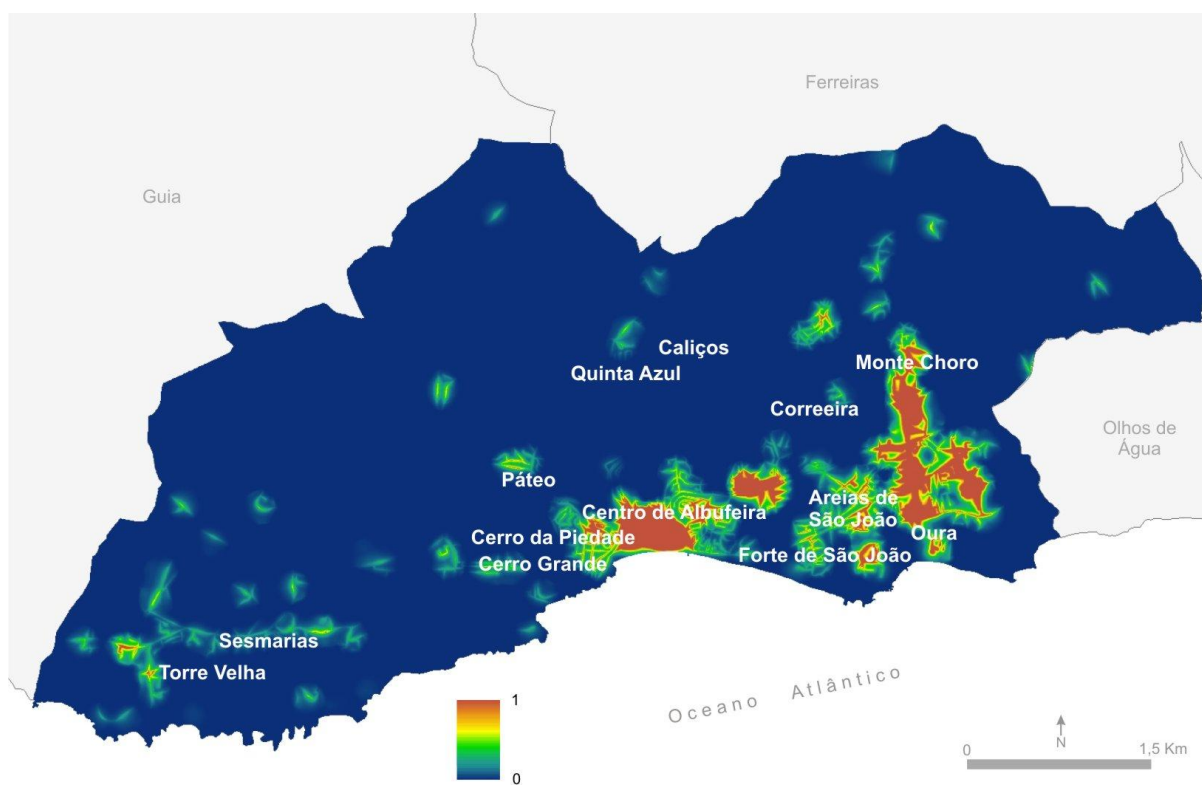 Ferreiras
Guia
Caliços
Monte Choro
Quinta Azul
Correeira
Olhos de
Água
Páteo
Areias de
São João
Centro de Albufeira
Cerro da Piedade
Oura
Forte de São João
Cerro Grande
Sesmarias
Torre Velha
Oceano Atlântico
1
0
N
0
1,5 Km